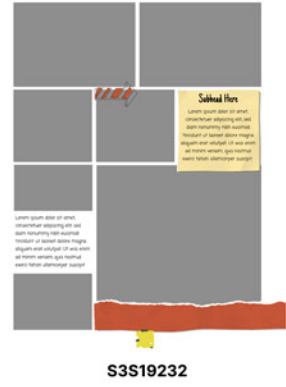 Subhead Here
Lorem ipsum dolor sit amet,
consectetuer adipiscing elit, sed
diam nonummy nibh euismod
tincidunt ut laoreet dolore magna
aliquam erat volutpat. Ut wisi enim
ad minim veniam, quis nostrud
exerci tation ullamcorper suscipit
Lorem ipsum dolor sit amet,
consectetuer adipiscing elit, sed
diam nonummy nibh euismod
tincidunt ut laoreet dolore magna
aliquam erat volutpat. Ut wisi enim
ad minim veniam, quis nostrud
exerci tation ullamcorper suscipit
S3S19232